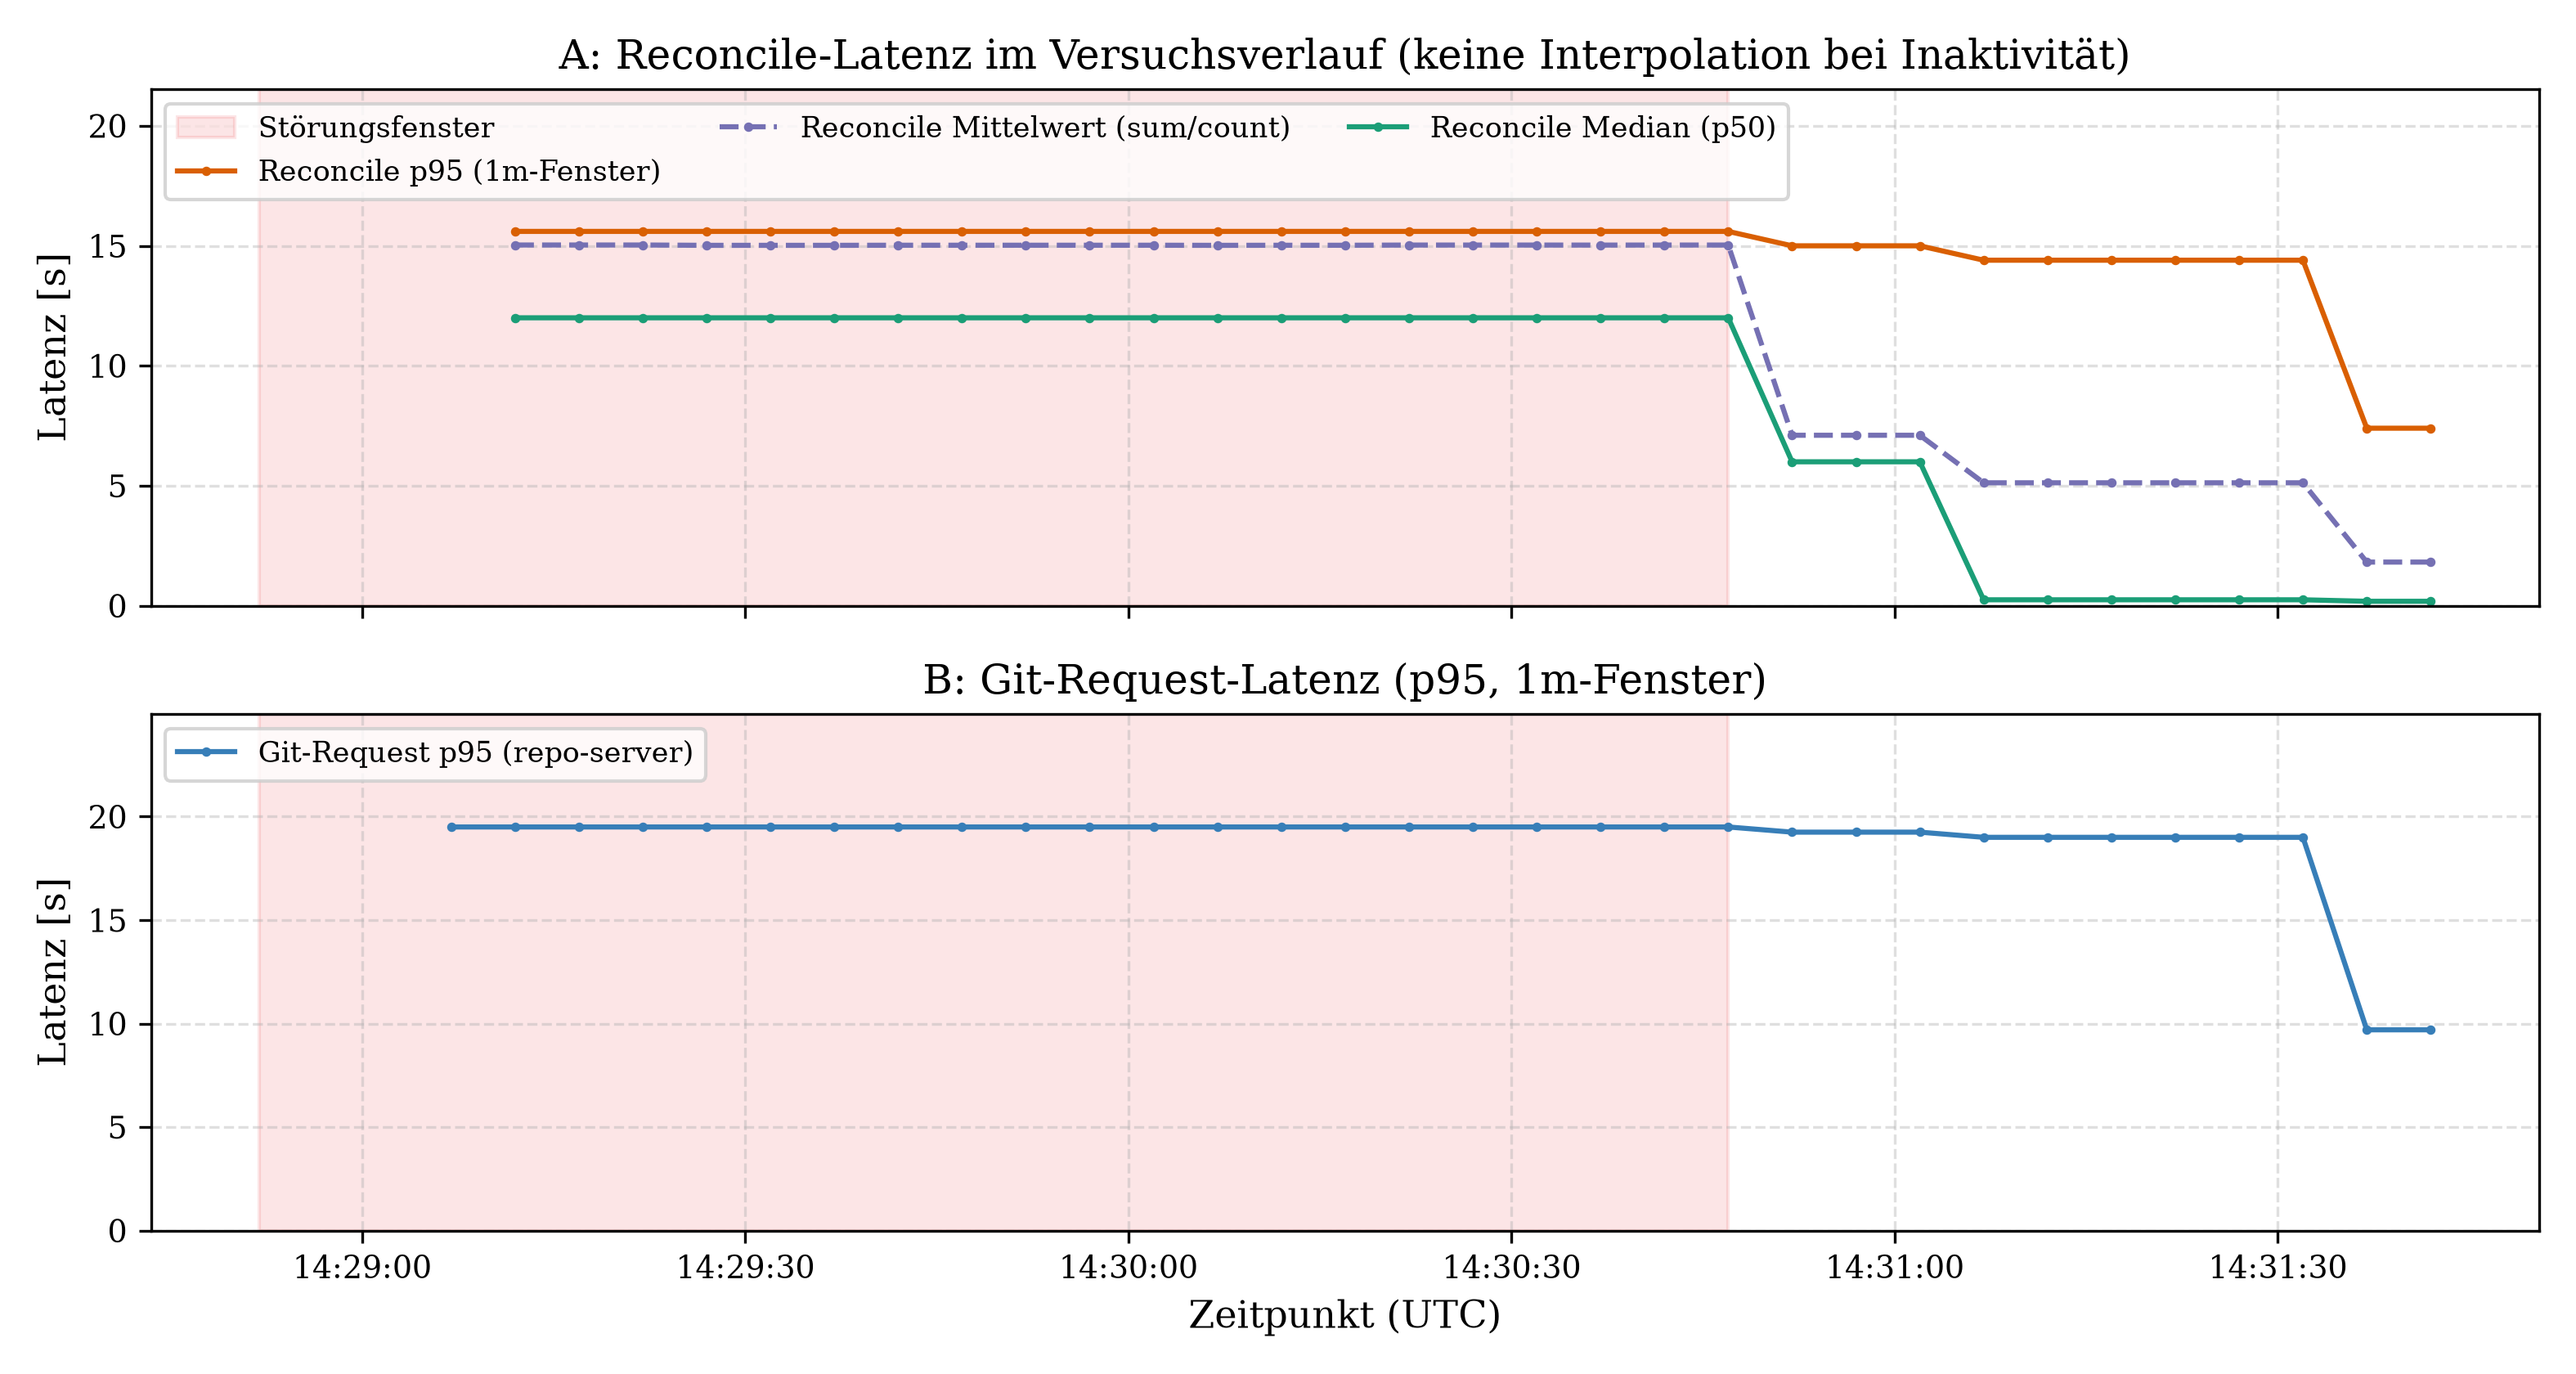 A: Reconcile-Latenz im Versuchsverlauf (keine Interpolation bei Inaktivität)
Störungsfenster
Reconcile p95 (1m-Fenster)
Reconcile Mittelwert (sum/count)
Reconcile Median (p50)
Latenz [s]
20
15
10
5
0
B: Git-Request-Latenz (p95, 1m-Fenster)
Git-Request p95 (repo-server)
Latenz [s]
20
15
10
5
0
14:29:00 14:29:30 14:30:00 14:30:30 14:31:00 14:31:30
Zeitpunkt (UTC)